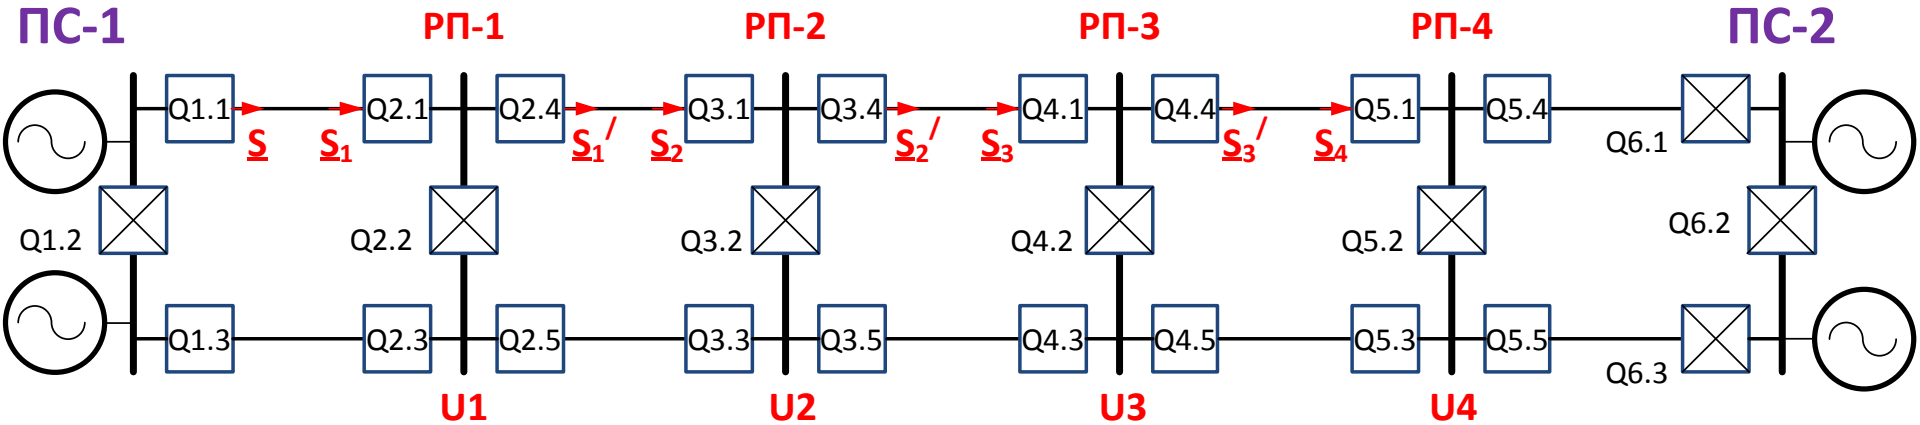 ПС-1 РП-1 РП-2 РП-3 РП-4 ПС-2
Q1.1 Q2.1 Q2.4 Q3.1 Q3.4 Q4.1 Q4.4 Q5.1 Q5.4
Q6.1
S S₁ S₁/ S₂ S₂/ S₃ S₃/ S₄
Q1.2 Q2.2 Q3.2 Q4.2 Q5.2 Q6.2
Q1.3 Q2.3 Q2.5 Q3.3 Q3.5 Q4.3 Q4.5 Q5.3 Q5.5
Q6.3
U1 U2 U3 U4